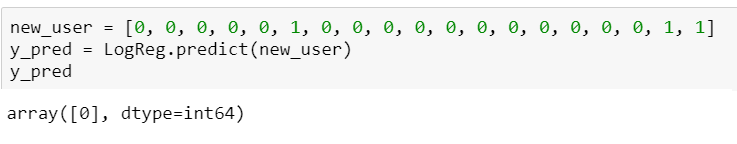 new_user = [0, 0, 0, 0, 0, 1, 0, 0, 0, 0, 0, 0, 0, 0, 0, 0, 0, 1, 1]
y_pred = LogReg.predict(new_user)
y_pred
array([0], dtype=int64)